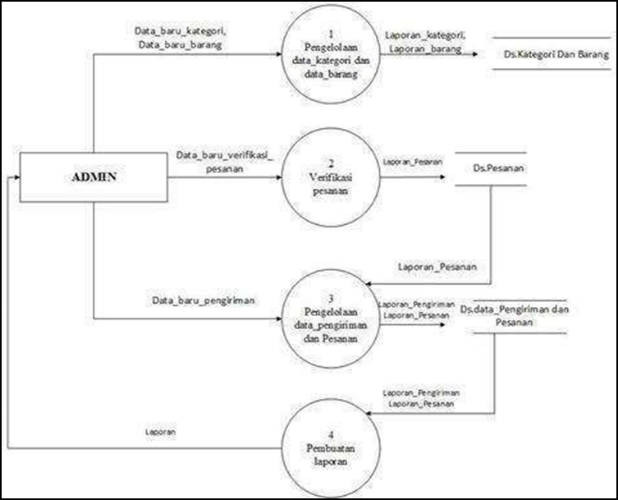 Data_baru_kategori,
Data_baru_barang
1
Pengelolaan
data_kategori dan
data_barang
Laporan_kategori,
Laporan_barang
Ds.Kategori Dan Barang
ADMIN
Data_baru_verifikasi_
pesanan
2
Verifikasi
pesanan
Laporan_Pesanan
Ds.Pesanan
Laporan_Pesanan
Data_baru_pengiriman
3
Pengelolaan
data_pengiriman
dan Pesanan
Laporan_Pengiriman
Laporan_Pesanan
Ds.data_Pengiriman dan
Pesanan
Laporan_Pengiriman
Laporan_Pesanan
Laporan
4
Pembuatan
laporan